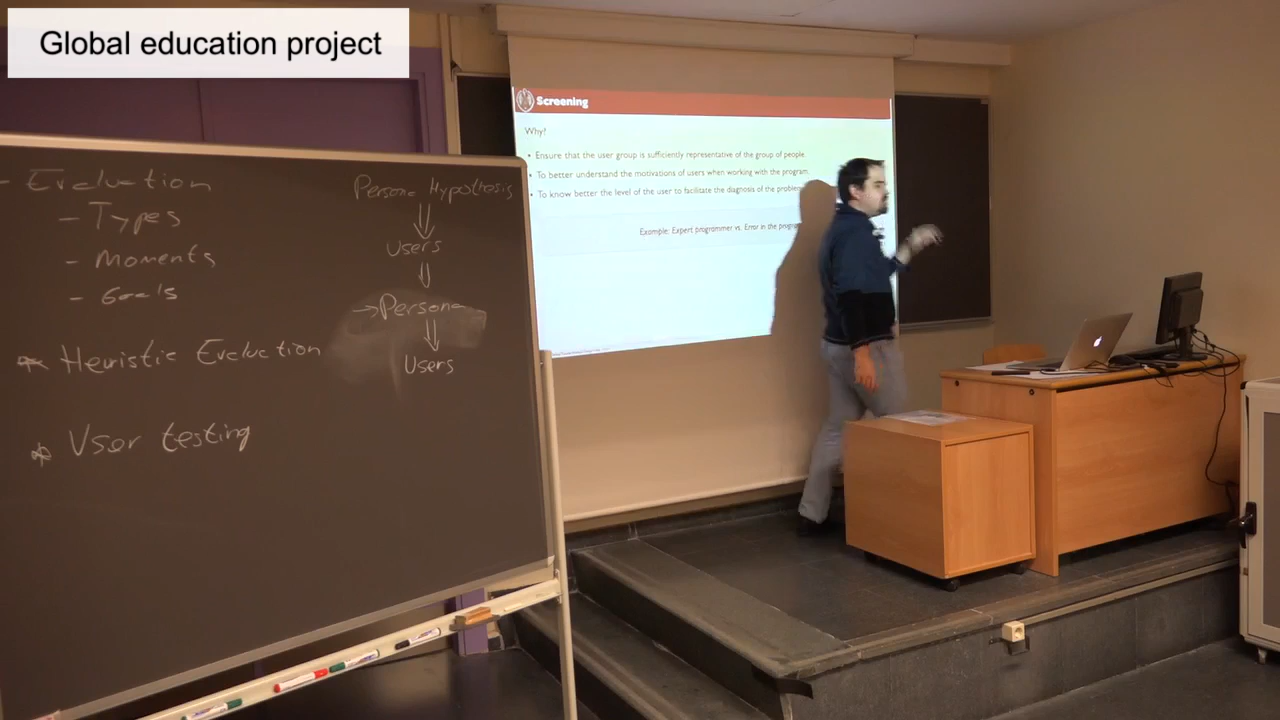 Global education project
Screening
Why?
• Ensure that the user group is sufficiently representative of the group of people.
• To better understand the motivations of users when working with the program.
• To know better the level of the user to facilitate the diagnosis of the problem
Example: Expert programmer vs. Error in the program
- Evaluation
- Types
- Moments
- Goals
* Heuristic Evaluation
* User testing
Persona Hypothesis
⇓
Users
⇓
→Persona
⇓
Users